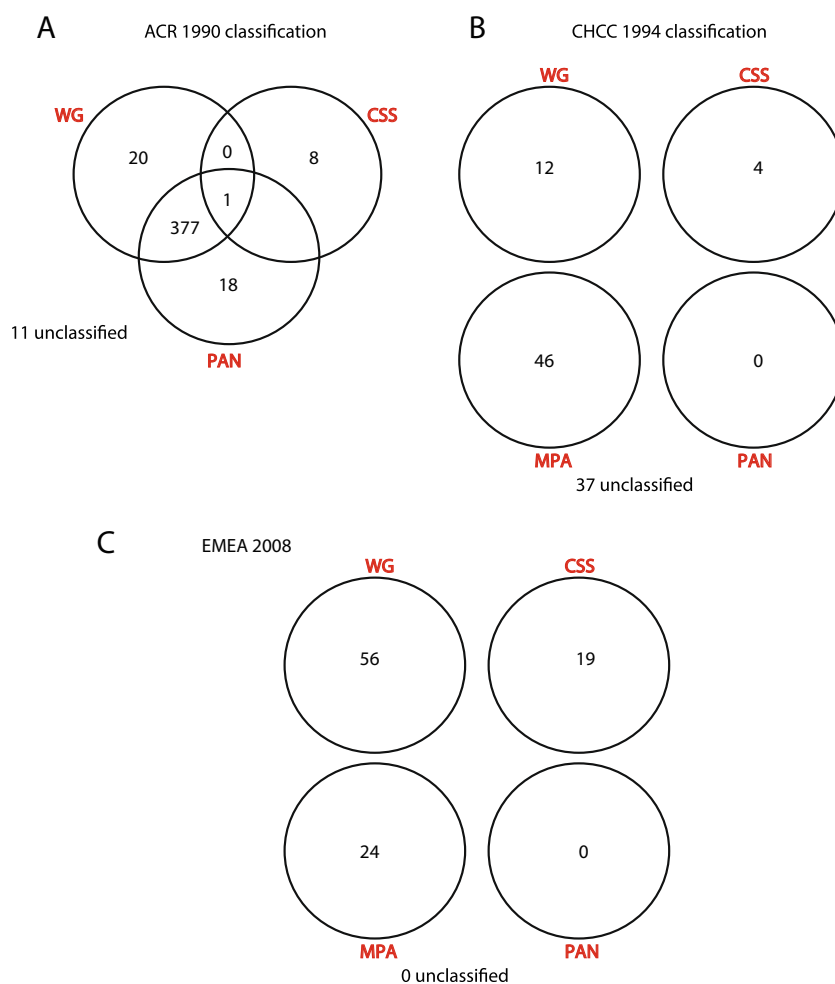 A
ACR 1990 classification
WG
CSS
20
0
8
1
377
18
11 unclassified
PAN
B
CHCC 1994 classification
WG
CSS
12
4
46
0
MPA
PAN
37 unclassified
C
EMEA 2008
WG
CSS
56
19
24
0
MPA
PAN
0 unclassified